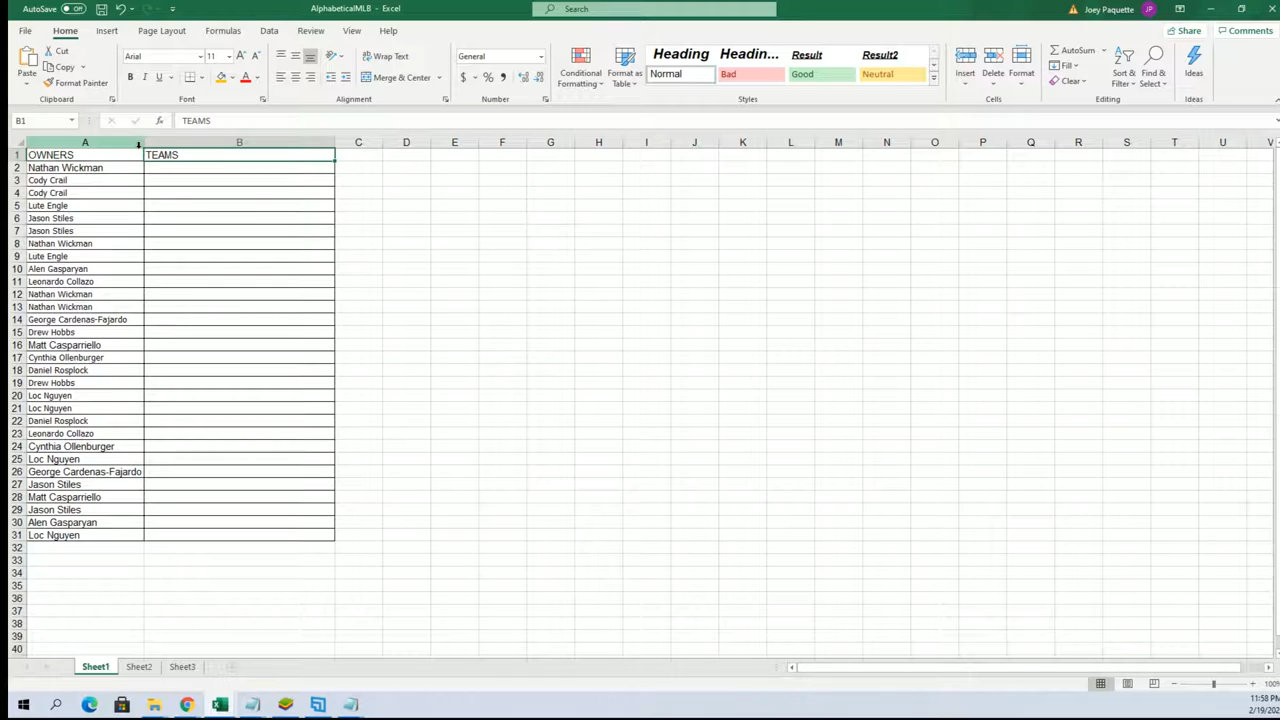 AutoSave Off AlphabeticalMLB - Excel Search Joey Paquette JP
File Home Insert Page Layout Formulas Data Review View Help Share Comments
Cut Arial 11 Wrap Text General Heading Headin... Result Result2 AutoSum
Copy Fill
Paste Format Painter B I U Merge & Center $ % Conditional Formatting Format as Table Normal Bad Good Neutral Insert Delete Format Clear Sort & Filter Find & Select Ideas
Clipboard Font Alignment Number Styles Cells Editing Ideas
B1 fx TEAMS
A B C D E F G H I J K L M N O P Q R S T U V
1 OWNERS TEAMS
2 Nathan Wickman
3 Cody Crail
4 Cody Crail
5 Lute Engle
6 Jason Stiles
7 Jason Stiles
8 Nathan Wickman
9 Lute Engle
10 Alen Gasparyan
11 Leonardo Collazo
12 Nathan Wickman
13 Nathan Wickman
14 George Cardenas-Fajardo
15 Drew Hobbs
16 Matt Casparriello
17 Cynthia Ollenburger
18 Daniel Rosplock
19 Drew Hobbs
20 Loc Nguyen
21 Loc Nguyen
22 Daniel Rosplock
23 Leonardo Collazo
24 Cynthia Ollenburger
25 Loc Nguyen
26 George Cardenas-Fajardo
27 Jason Stiles
28 Matt Casparriello
29 Jason Stiles
30 Alen Gasparyan
31 Loc Nguyen
32
33
34
35
36
37
38
39
40
Sheet1 Sheet2 Sheet3
100%
11:58 PM
2/19/202